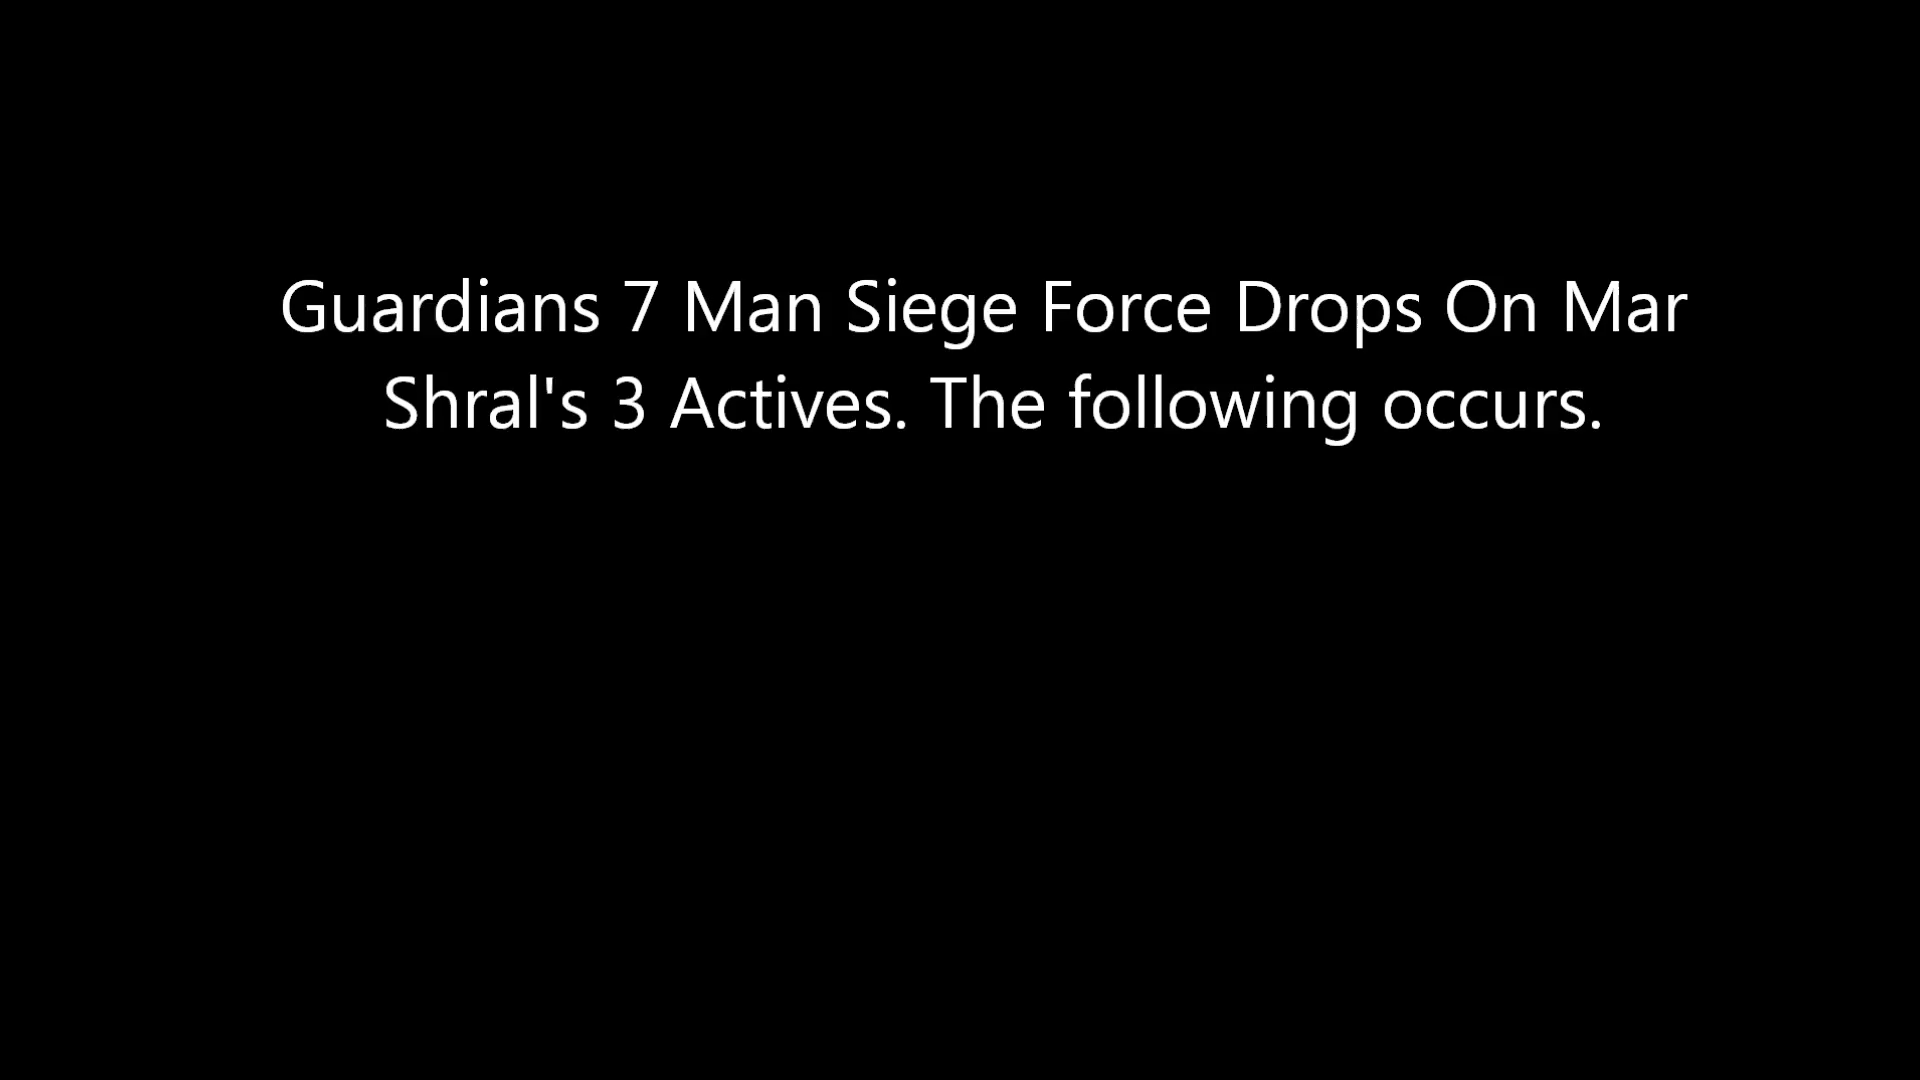 Guardians 7 Man Siege Force Drops On Mar
Shral's 3 Actives. The following occurs.